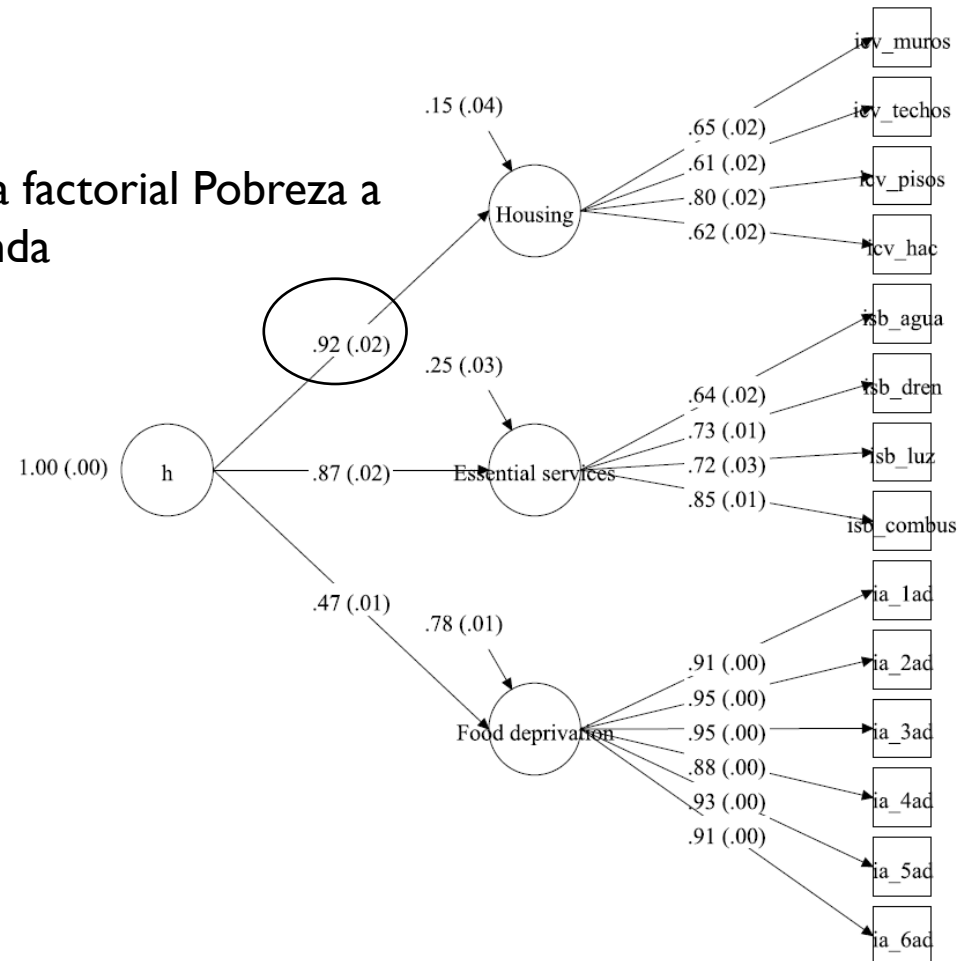 a factorial Pobreza a
nda
.15 (.04)
Housing
.92 (.02)
.25 (.03)
1.00 (.00)
h
.87 (.02)
Essential services
.47 (.01)
.78 (.01)
Food deprivation
.65 (.02)
.61 (.02)
.80 (.02)
.62 (.02)
.64 (.02)
.73 (.01)
.72 (.03)
.85 (.01)
.91 (.00)
.95 (.00)
.95 (.00)
.88 (.00)
.93 (.00)
.91 (.00)
icv_muros
icv_techos
icv_pisos
icv_hac
isb_agua
isb_dren
isb_luz
isb_combus
ia_1ad
ia_2ad
ia_3ad
ia_4ad
ia_5ad
ia_6ad